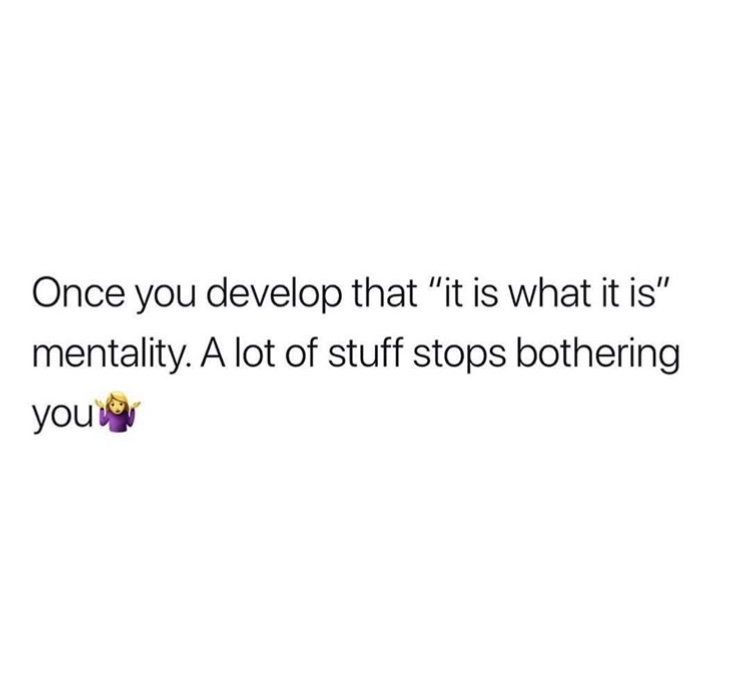 Once you develop that "it is what it is"
mentality. A lot of stuff stops bothering
you🤷‍♀️